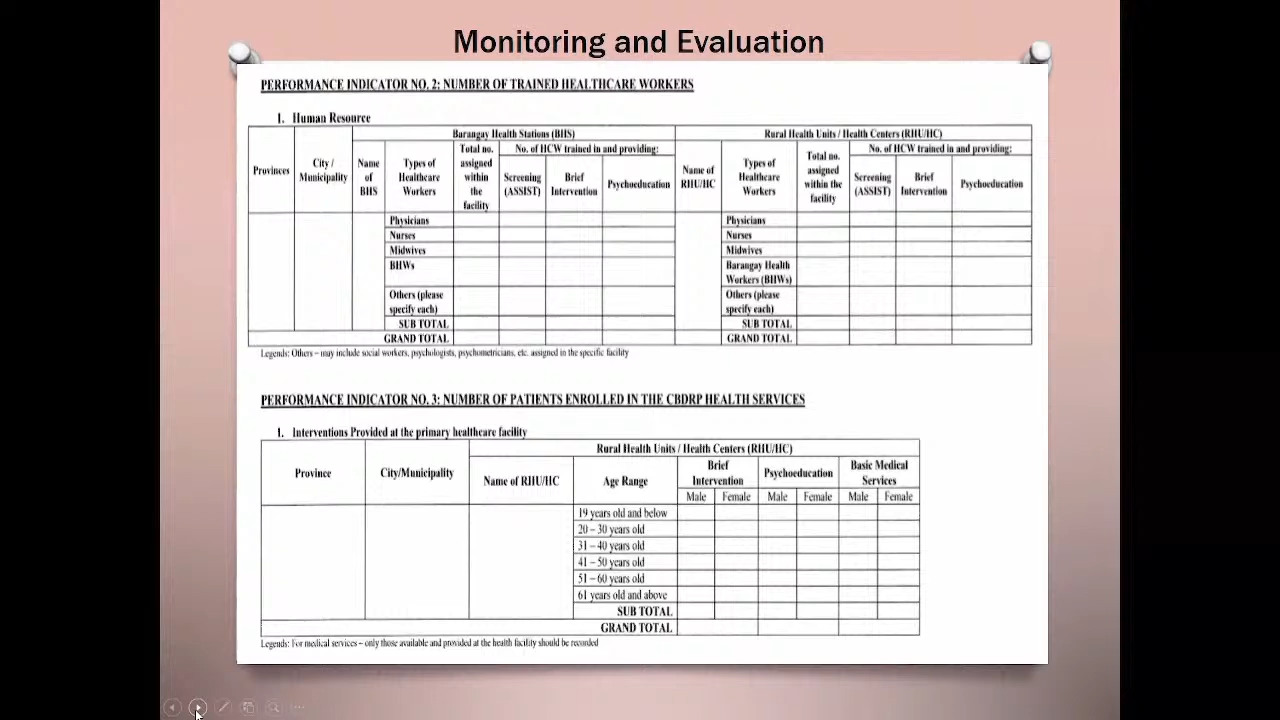 Monitoring and Evaluation
PERFORMANCE INDICATOR NO. 2: NUMBER OF TRAINED HEALTHCARE WORKERS
1. Human Resource
Barangay Health Stations (BHS)
Rural Health Units / Health Centers (RHU/HC)
Provinces
City / Municipality
Name of BHS
Types of Healthcare Workers
Total no. assigned within the facility
No. of HCW trained in and providing:
Screening (ASSIST)
Brief Intervention
Psychoeducation
Name of RHU/HC
Types of Healthcare Workers
Total no. assigned within the facility
No. of HCW trained in and providing:
Screening (ASSIST)
Brief Intervention
Psychoeducation
Physicians
Physicians
Nurses
Nurses
Midwives
Midwives
BHWs
Barangay Health Workers (BHWs)
Others (please specify each)
Others (please specify each)
SUB TOTAL
SUB TOTAL
GRAND TOTAL
GRAND TOTAL
Legends: Others – may include social workers, psychologists, psychometricians, etc. assigned in the specific facility
PERFORMANCE INDICATOR NO. 3: NUMBER OF PATIENTS ENROLLED IN THE CBDRP HEALTH SERVICES
1. Interventions Provided at the primary healthcare facility
Province
City/Municipality
Rural Health Units / Health Centers (RHU/HC)
Name of RHU/HC
Age Range
Brief Intervention
Psychoeducation
Basic Medical Services
Male Female Male Female Male Female
19 years old and below
20 – 30 years old
31 – 40 years old
41 – 50 years old
51 – 60 years old
61 years old and above
SUB TOTAL
GRAND TOTAL
Legends: For medical services – only those available and provided at the health facility should be recorded